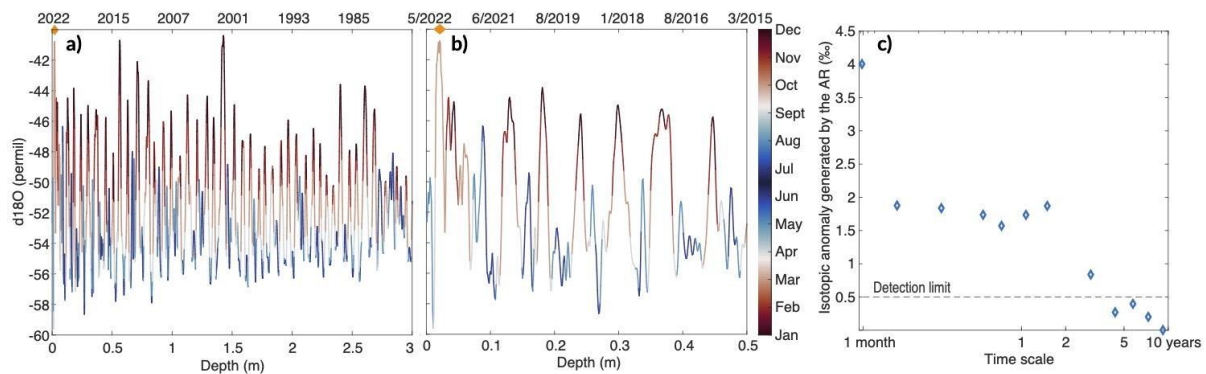 2022 2015 2007 2001 1993 1985
a)
-42
-44
-46
-48
-50
-52
-54
-56
-58
-60
d18O (permil)
0 0.5 1 1.5 2 2.5 3
Depth (m)
5/2022 6/2021 8/2019 1/2018 8/2016 3/2015
b)
0 0.1 0.2 0.3 0.4 0.5
Depth (m)
Dec
Nov
Oct
Sept
Aug
Jul
Jun
May
Apr
Mar
Feb
Jan
c)
Isotopic anomaly generated by the AR (‰)
4.5
4
3.5
3
2.5
2
1.5
1
0.5
Detection limit
1 month 1 2 5 10 years
Time scale